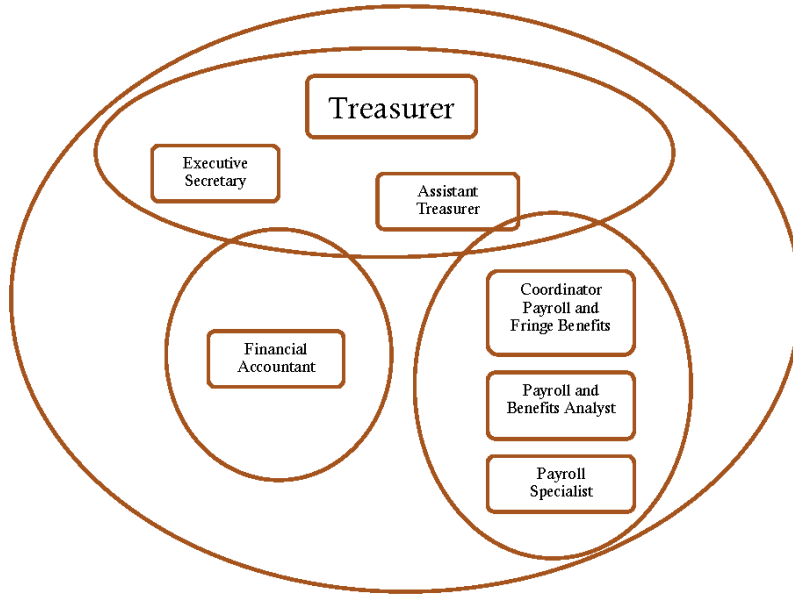 Treasurer
Executive
Secretary
Assistant
Treasurer
Coordinator
Payroll and
Fringe Benefits
Financial
Accountant
Payroll and
Benefits Analyst
Payroll
Specialist